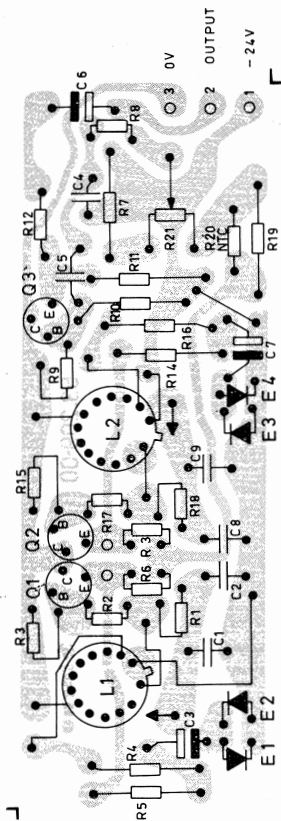 R3
Q1
Q2
R15
Q3
R12
C6
B
C
E
C
B
E
C
E
B
R9
C5
C4
R8
L1
R2
R17
L2
R7
R10
R11
R4
R5
R6
R 3
R14
R16
R21
C3
R1
R18
C1
C2
C8
C9
R20
NTC
R19
C7
E1
E2
E3
E4
3 0V
2 OUTPUT
1 -24V